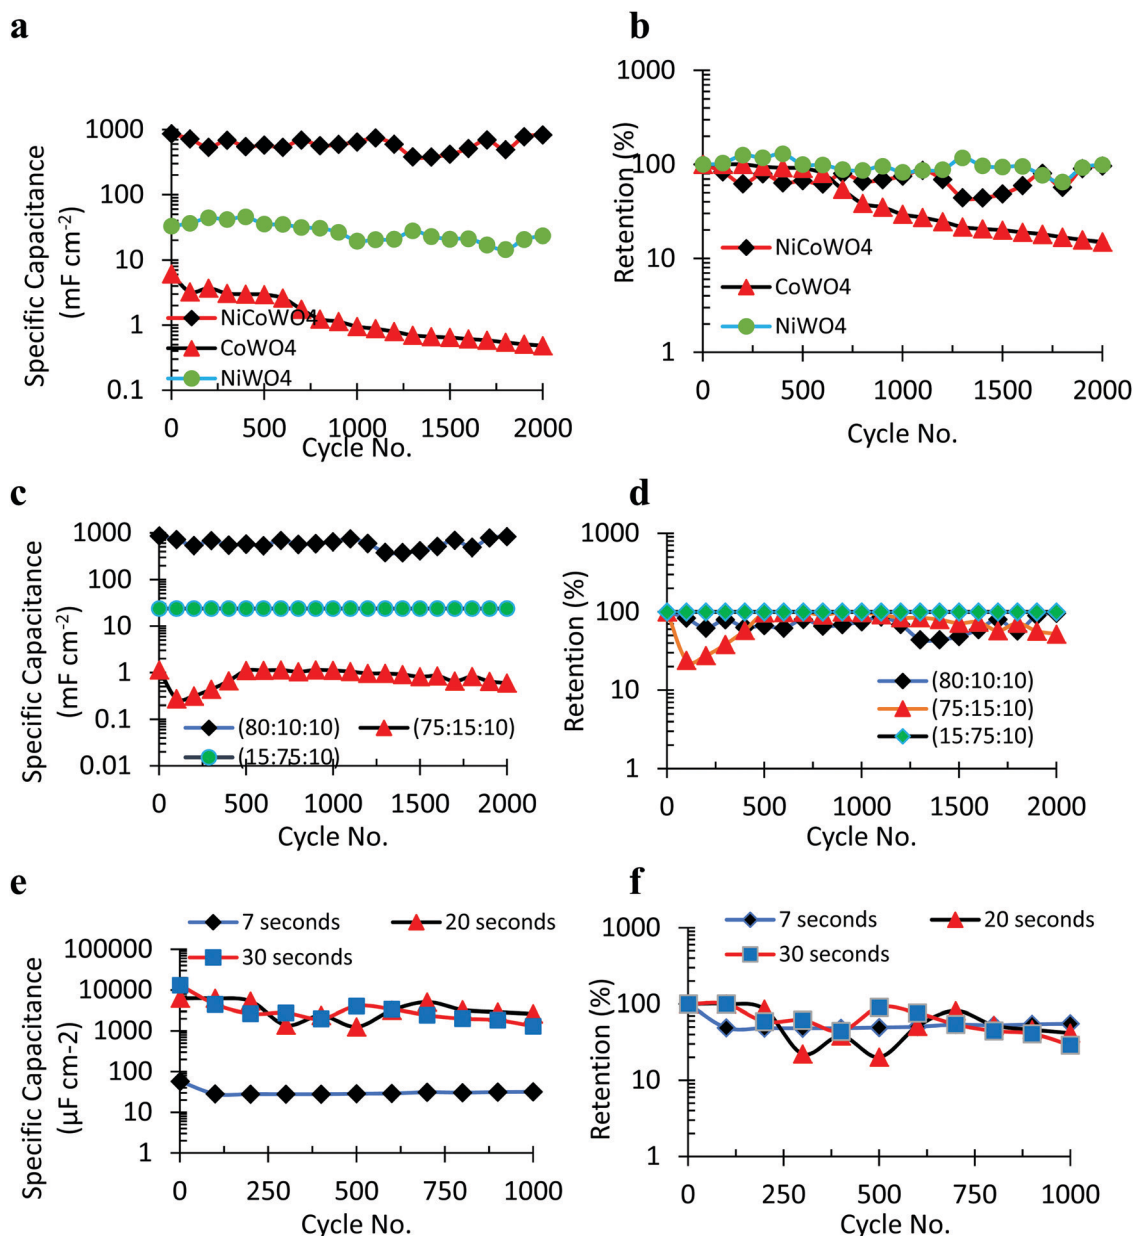 a
Specific Capacitance
(mF cm-2)
1000
100
10
1
0.1
NiCoWO4
CoWO4
NiWO4
0 500 1000 1500 2000
Cycle No.
b
Retention (%)
1000
100
10
1
NiCoWO4
CoWO4
NiWO4
0 500 1000 1500 2000
Cycle No.
c
Specific Capacitance
(mF cm-2)
1000
100
10
1
0.1
0.01
(80:10:10) (75:15:10)
(15:75:10)
0 500 1000 1500 2000
Cycle No.
d
Retention (%)
1000
100
10
1
(80:10:10)
(75:15:10)
(15:75:10)
0 500 1000 1500 2000
Cycle No.
e
7 seconds 20 seconds
30 seconds
Specific Capacitance
(µF cm-2)
100000
10000
1000
100
10
1
0 250 500 750 1000
Cycle No.
f
7 seconds 20 seconds
30 seconds
Retention (%)
1000
100
10
1
0 250 500 750 1000
Cycle No.